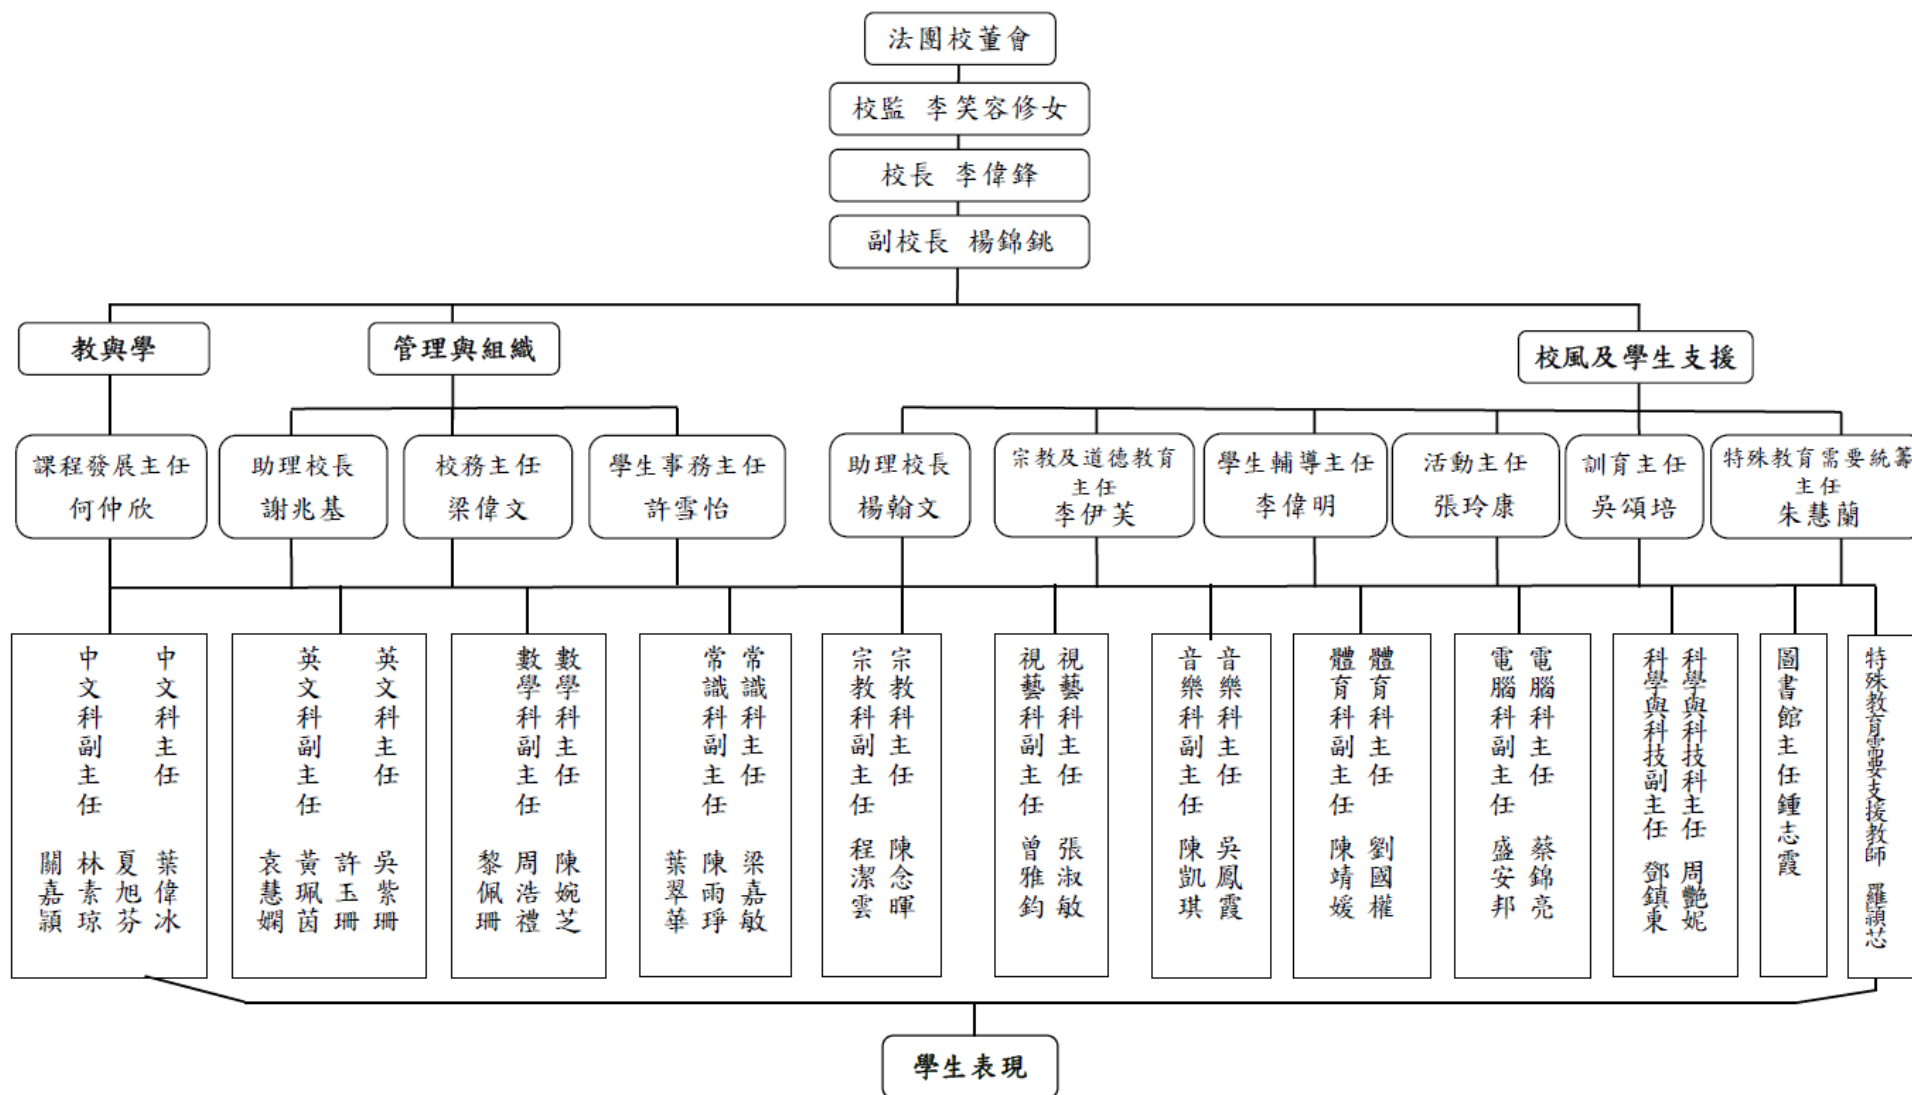 法團校董會
校監 李笑容修女
校長 李偉鋒
副校長 楊錦銚
教與學
管理與組織
校風及學生支援
課程發展主任
何仲欣
助理校長
謝兆基
校務主任
梁偉文
學生事務主任
許雪怡
助理校長
楊翰文
宗教及道德教育
主任
李伊芙
學生輔導主任
李偉明
活動主任
張玲康
訓育主任
吳頌培
特殊教育需要統籌
主任
朱慧蘭
中文科主任 葉偉冰
夏旭芬
中文科副主任 林素琼
關嘉穎
英文科主任 吳紫珊
許玉珊
英文科副主任 黃珮茵
袁慧嫻
數學科主任 陳婉芝
數學科副主任 周浩禮
黎佩珊
常識科主任 梁嘉敏
常識科副主任 陳雨琤
葉翠華
宗教科主任 陳念暉
宗教科副主任 程潔雲
視藝科主任 張淑敏
視藝科副主任 曾雅鈞
音樂科主任 吳鳳霞
音樂科副主任 陳凱琪
體育科主任 劉國權
體育科副主任 陳靖媛
電腦科主任 蔡錦亮
電腦科副主任 盛安邦
科學與科技科主任 周艷妮
科學與科技副主任 鄧鎮東
圖書館主任鍾志霞
特殊教育需要支援教師 羅頴芯
學生表現